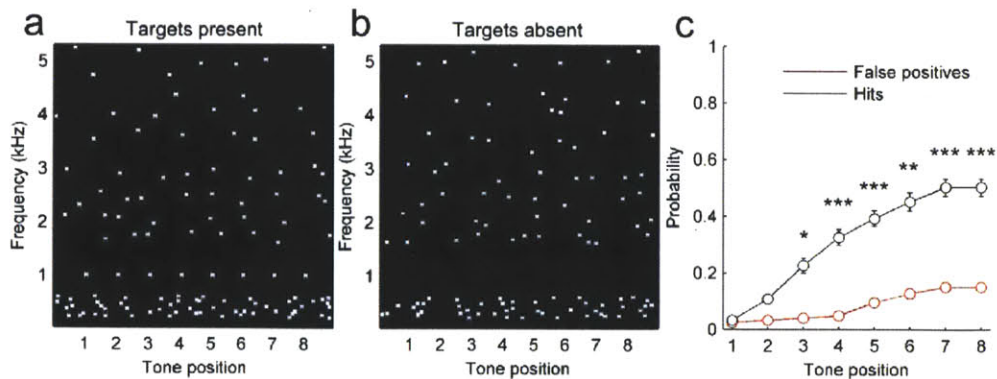 a
Targets present
Frequency (kHz)
5
4
3
2
1
1 2 3 4 5 6 7 8
Tone position
b
Targets absent
Frequency (kHz)
5
4
3
2
1
1 2 3 4 5 6 7 8
Tone position
c
Probability
1
0.8
0.6
0.4
0.2
0
False positives
Hits
*
***
***
**
***
***
1 2 3 4 5 6 7 8
Tone position